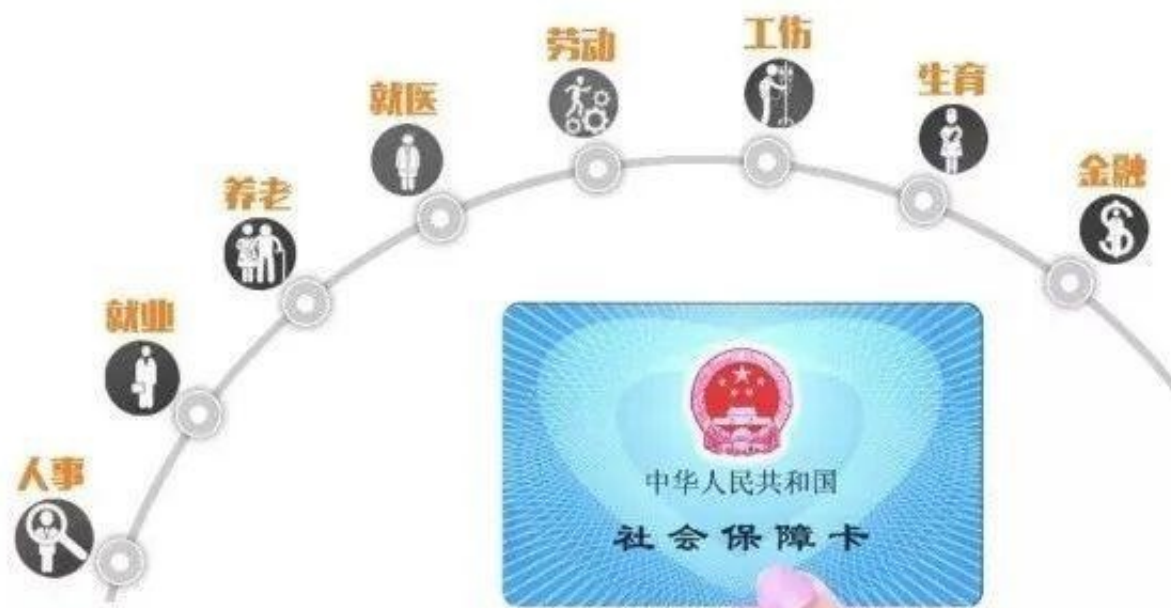 人事
就业
养老
就医
劳动
工伤
生育
金融
中华人民共和国
社会保障卡